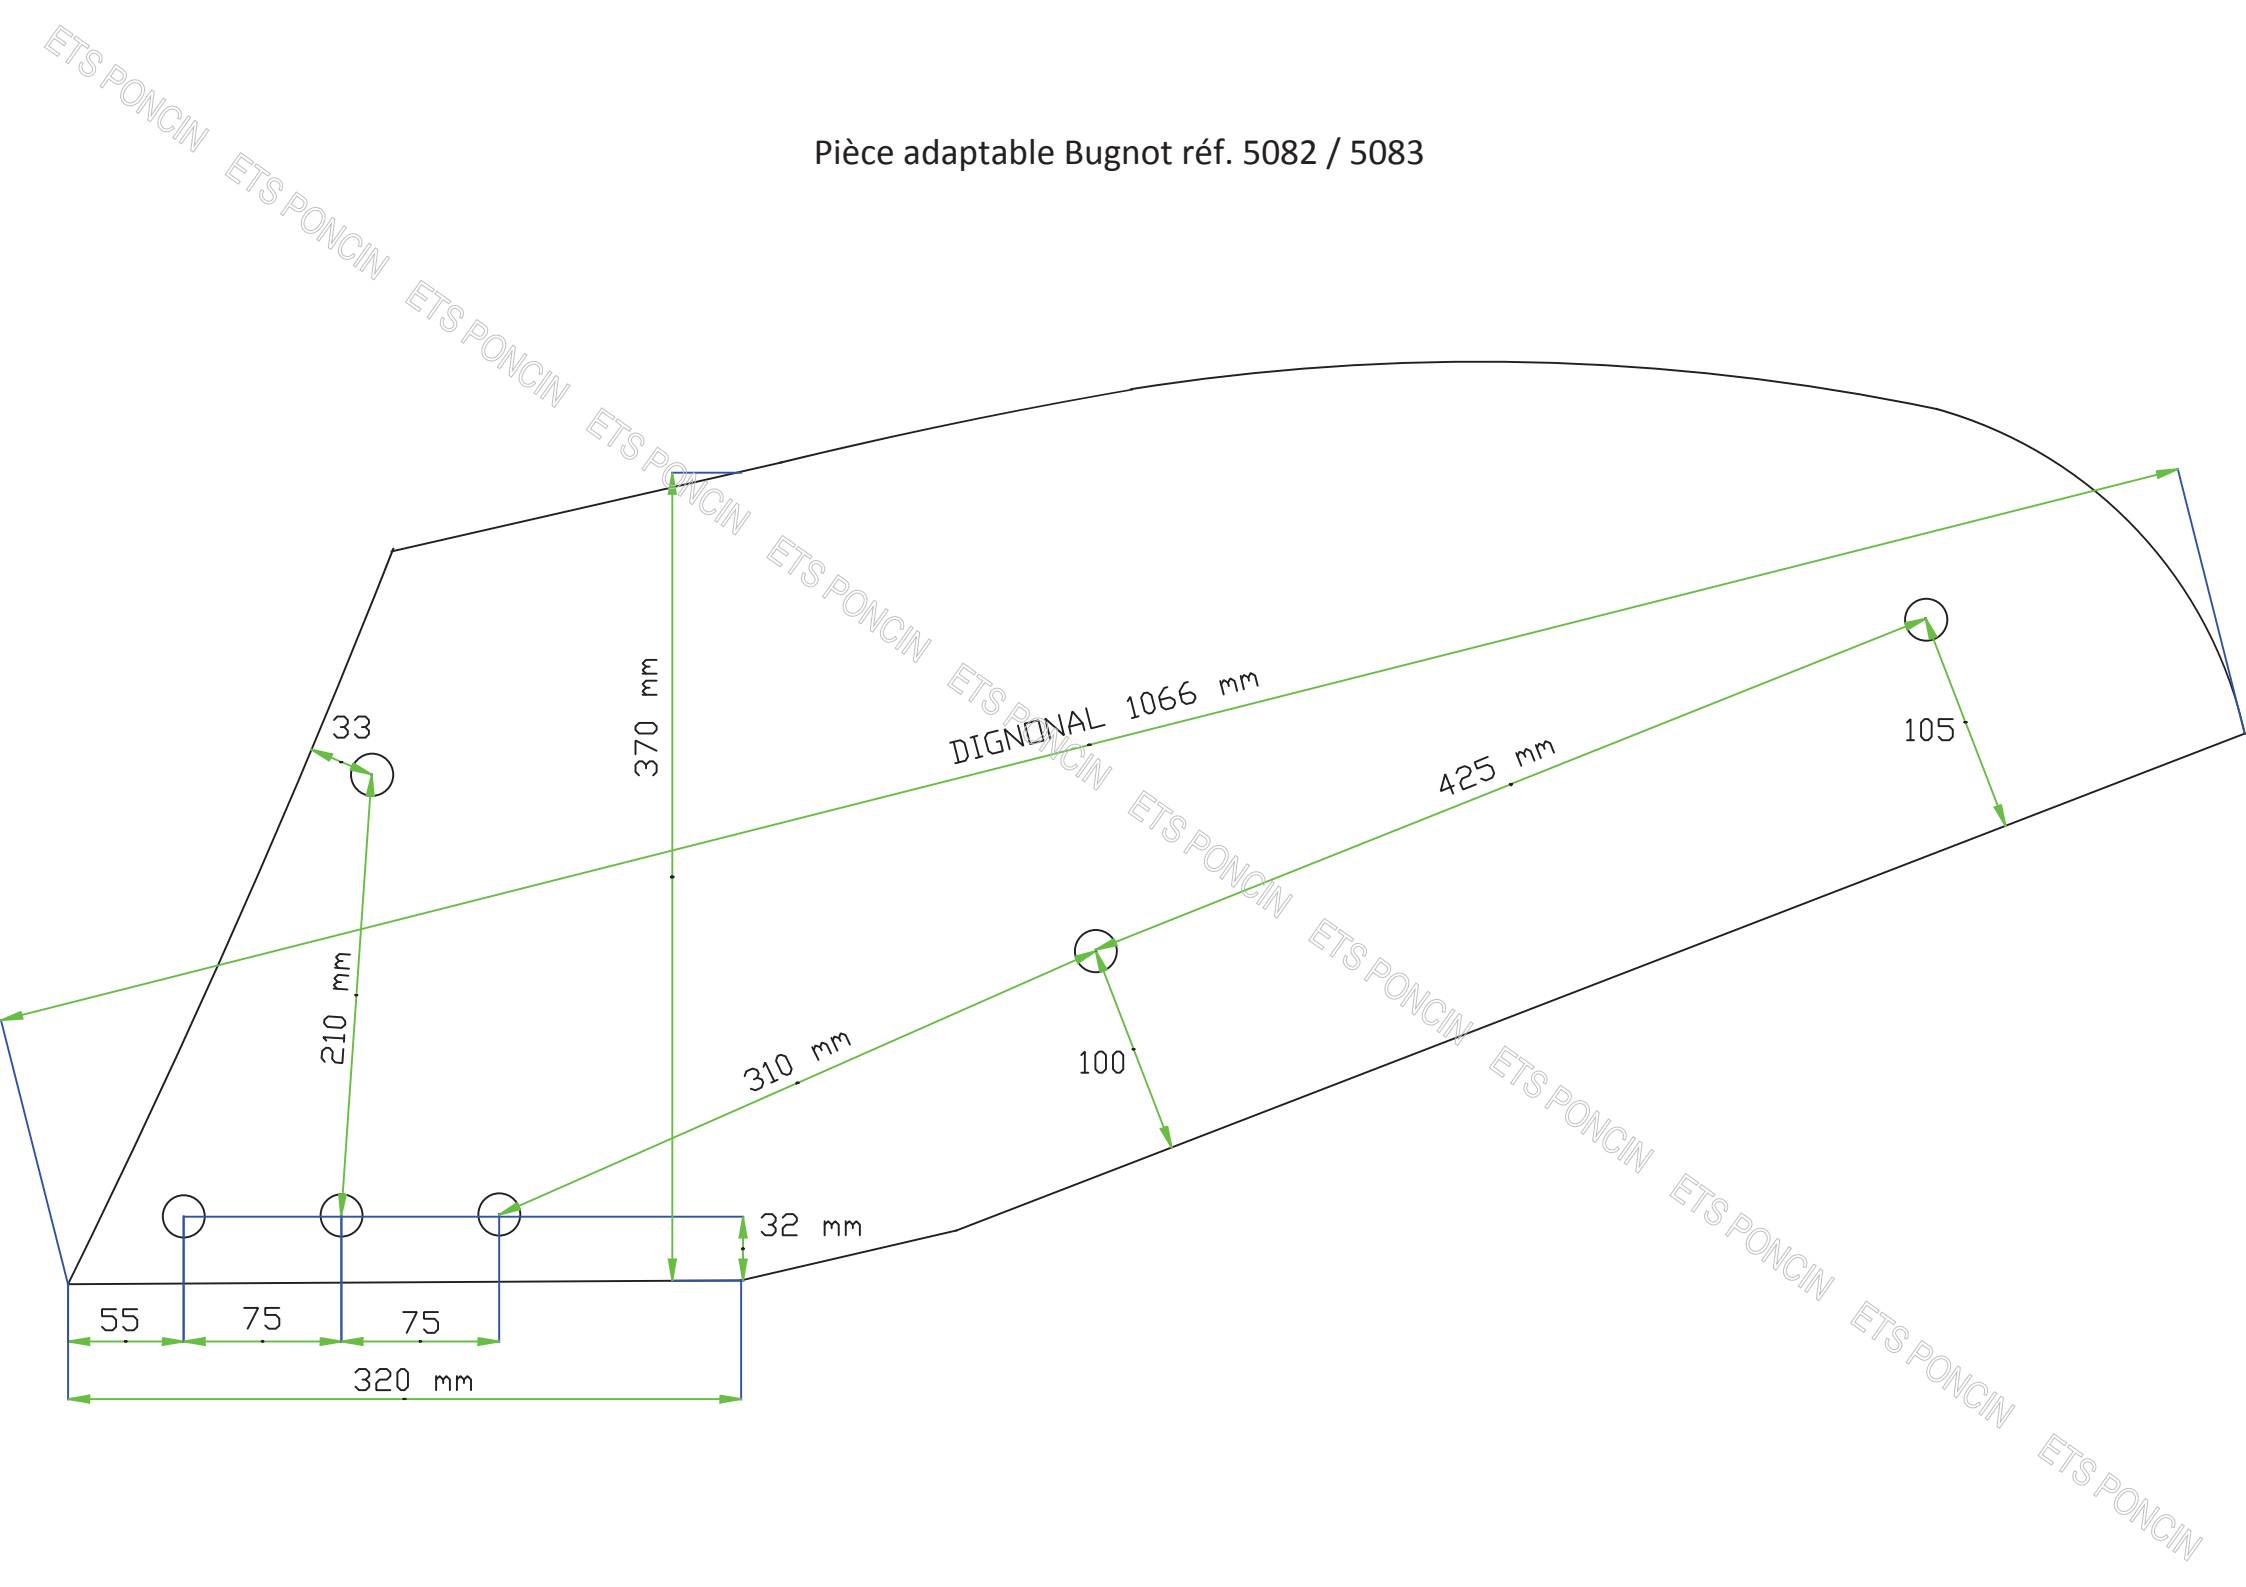 Pièce adaptable Bugnot réf. 5082 / 5083
ETS PONCIN ETS PONCIN ETS PONCIN ETS PONCIN ETS PONCIN ETS PONCIN ETS PONCIN ETS PONCIN ETS PONCIN ETS PONCIN ETS PONCIN ETS PONCIN
33
370 mm
DIGNONAL 1066 mm
425 mm
105
210 mm
310 mm
100
32 mm
55
75
75
320 mm